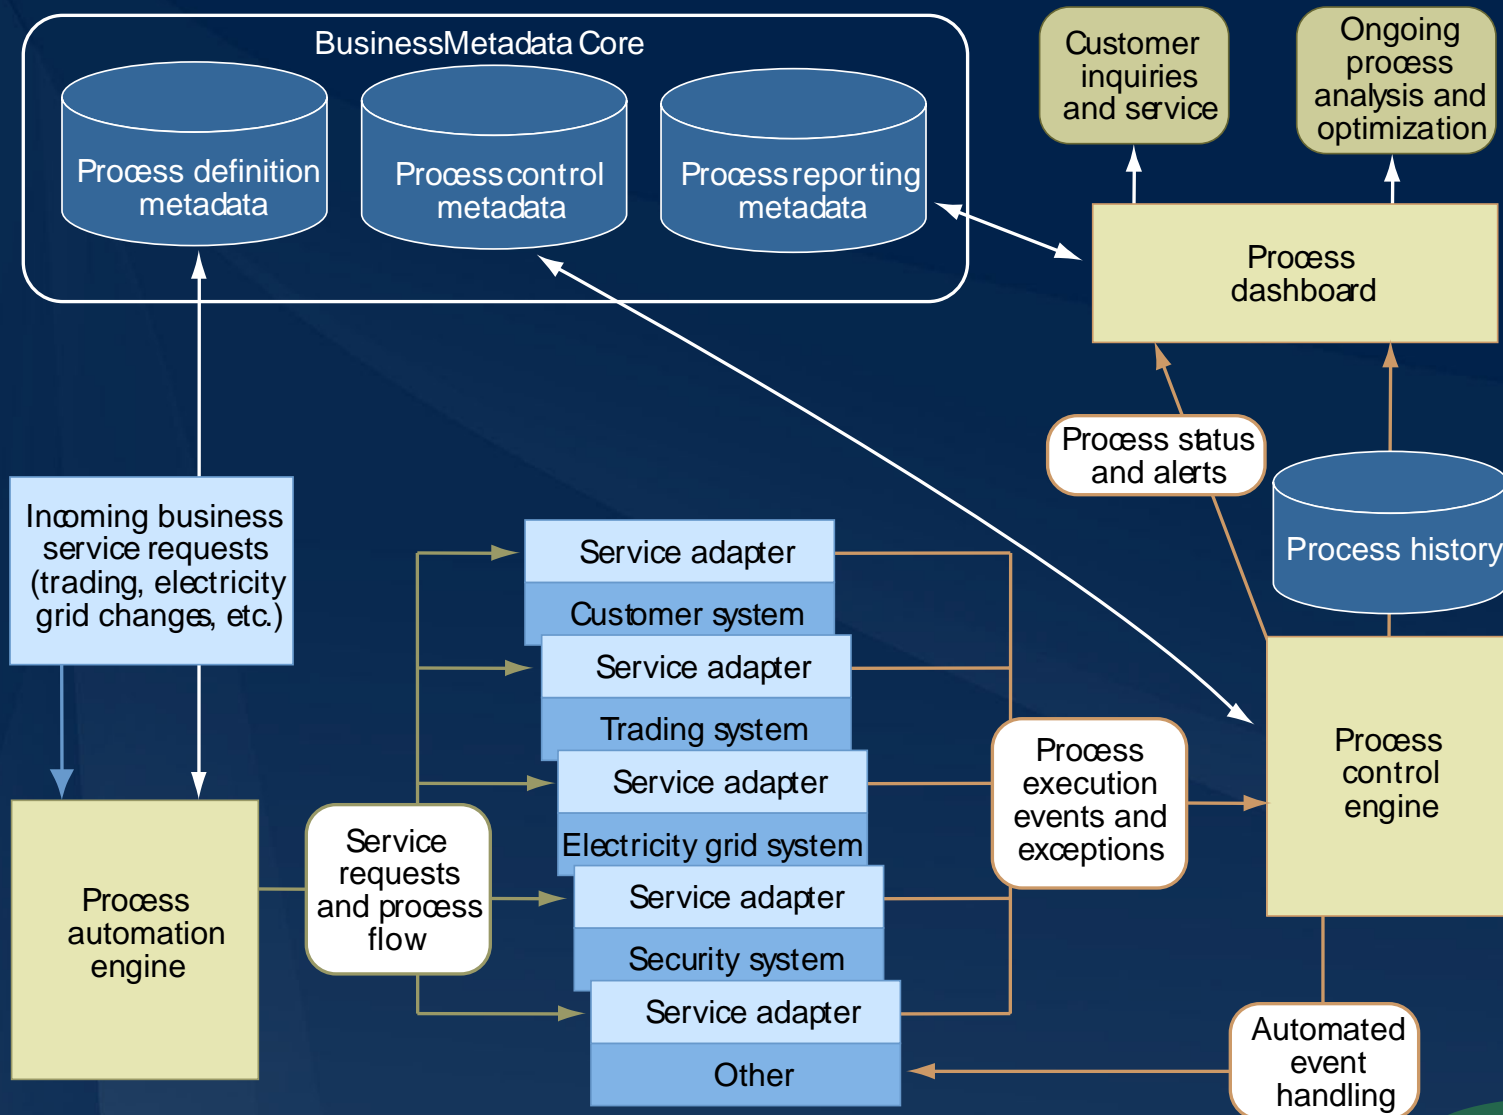 Business Metadata Core
Process definition
metadata
Process control
metadata
Process reporting
metadata
Customer
inquiries
and service
Ongoing
process
analysis and
optimization
Process
dashboard
Process status
and alerts
Process history
Incoming business
service requests
(trading, electricity
grid changes, etc.)
Service adapter
Customer system
Service adapter
Trading system
Service adapter
Electricity grid system
Service adapter
Security system
Service adapter
Other
Process
automation
engine
Service
requests
and process
flow
Process
execution
events and
exceptions
Process
control
engine
Automated
event
handling